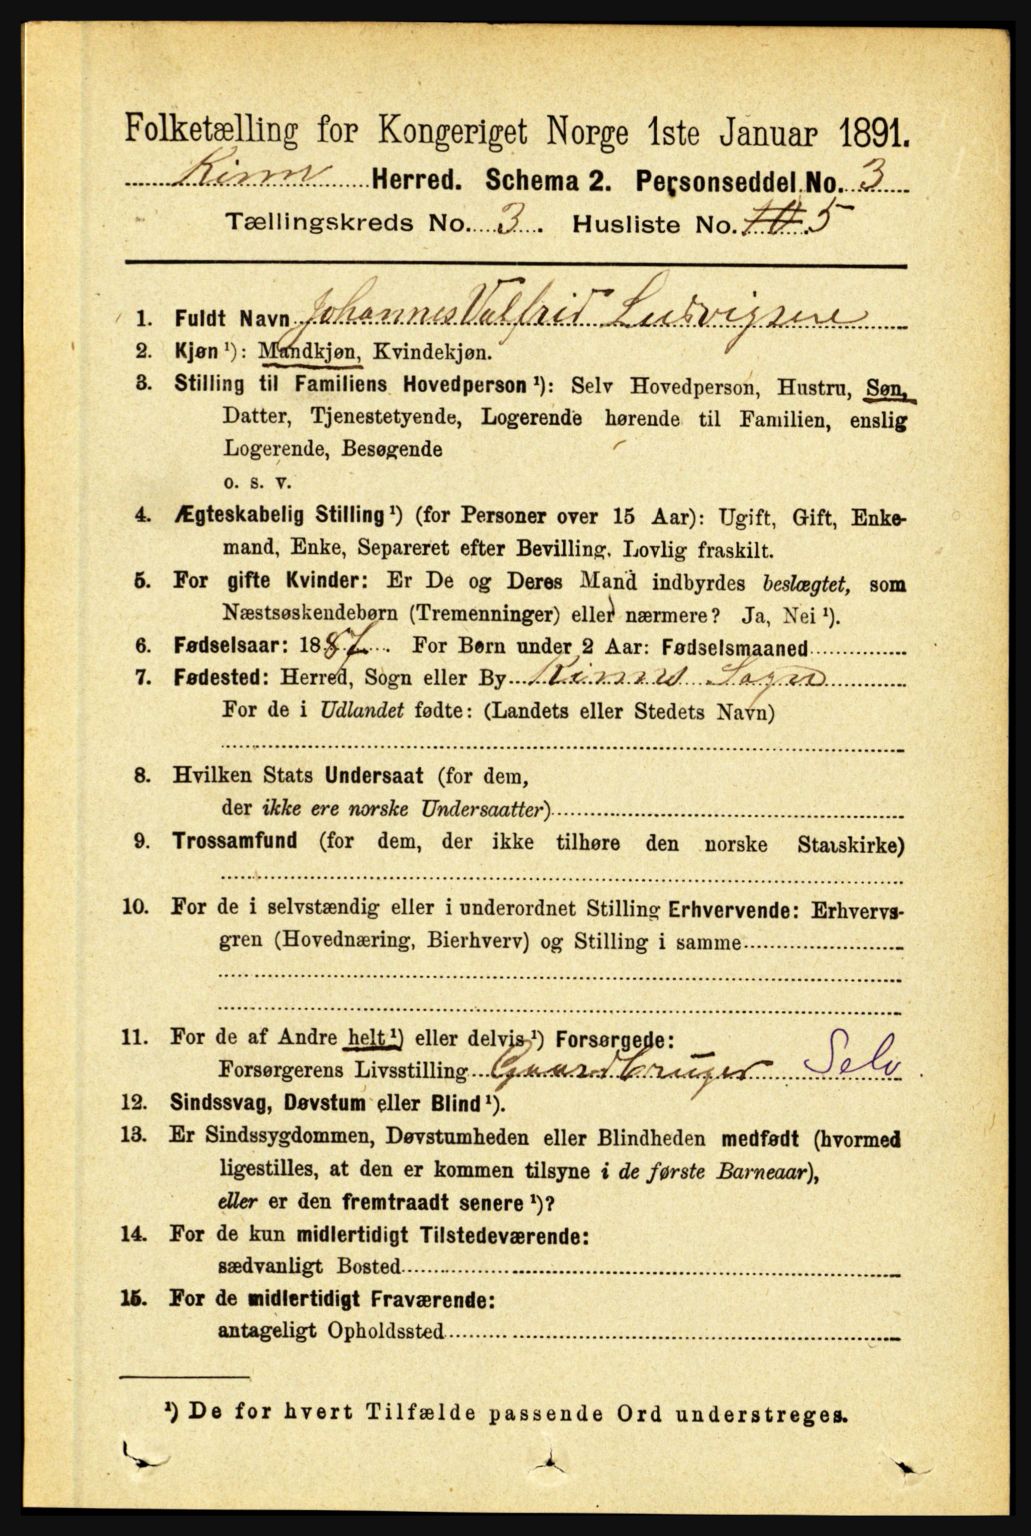 Folketælling for Kongeriget Norge 1ste Januar 1891.
Kinn Herred. Schema 2. Personseddel No. 3
Tællingskreds No. 3. Husliste No. 10 5
1. Fuldt Navn Johannes Valfrid Ludvigsen
2. Kjøn ¹): Mandkjøn, Kvindekjøn.
3. Stilling til Familiens Hovedperson ¹): Selv Hovedperson, Hustru, Søn,
Datter, Tjenestetyende, Logerende hørende til Familien, enslig
Logerende, Besøgende
o. s. v.
4. Ægteskabelig Stilling ¹) (for Personer over 15 Aar): Ugift, Gift, Enke-
mand, Enke, Separeret efter Bevilling. Lovlig fraskilt.
5. For gifte Kvinder: Er De og Deres Mand indbyrdes beslægtet, som
Næstsøskendebørn (Tremenninger) eller nærmere? Ja, Nei ¹).
6. Fødselsaar: 1887. For Børn under 2 Aar: Fødselsmaaned
7. Fødested: Herred, Sogn eller By Kinns Sogn
For de i Udlandet fødte: (Landets eller Stedets Navn)
8. Hvilken Stats Undersaat (for dem,
der ikke ere norske Undersaatter)
9. Trossamfund (for dem, der ikke tilhøre den norske Statskirke)
10. For de i selvstændig eller i underordnet Stilling Erhvervende: Erhvervs-
gren (Hovednæring, Bierhverv) og Stilling i samme
11. For de af Andre helt ¹) eller delvis ¹) Forsørgede:
Forsørgerens Livsstilling Gaardbruger Selv
12. Sindssvag, Døvstum eller Blind ¹).
13. Er Sindssygdommen, Døvstumheden eller Blindheden medfødt (hvormed
ligestilles, at den er kommen tilsyne i de første Barneaar),
eller er den fremtraadt senere ¹)?
14. For de kun midlertidigt Tilstedeværende:
sædvanligt Bosted
15. For de midlertidigt Fraværende:
antageligt Opholdssted
¹) De for hvert Tilfælde passende Ord understreges.